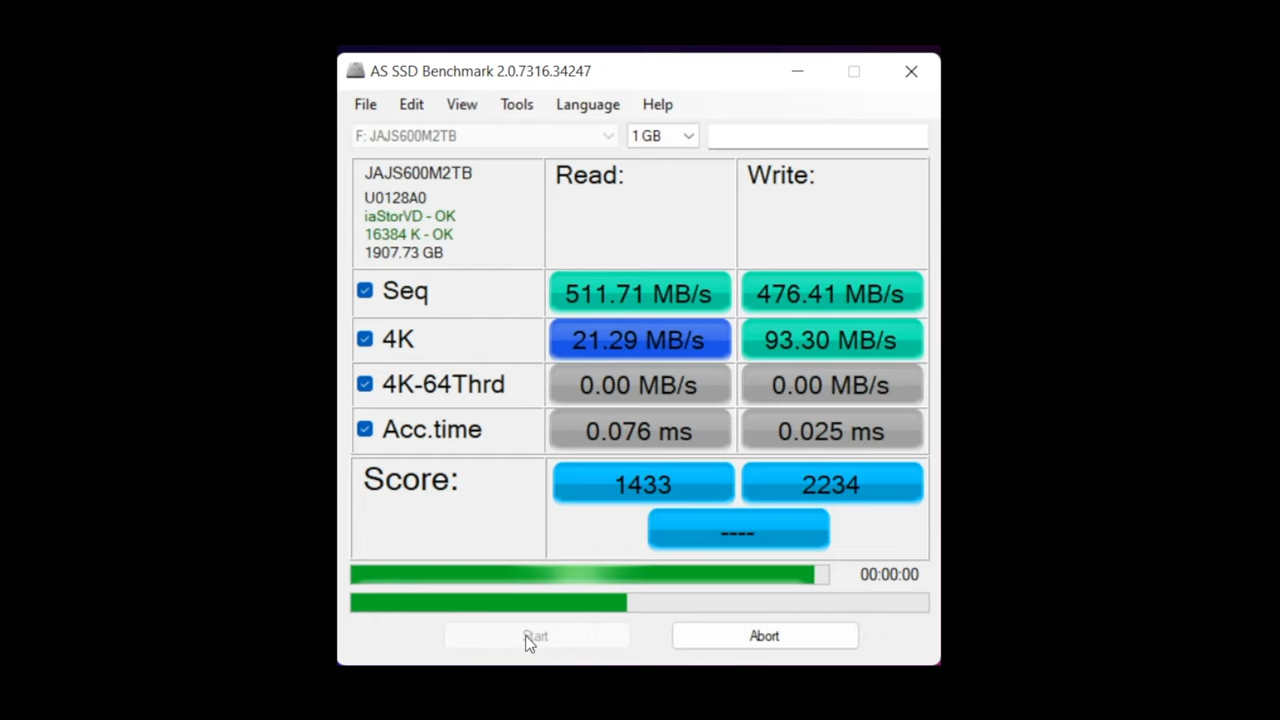 AS SSD Benchmark 2.0.7316.34247
File Edit View Tools Language Help
F: JAJS600M2TB 1 GB
JAJS600M2TB Read: Write:
U0128A0
iaStorVD - OK
16384 K - OK
1907.73 GB
Seq 511.71 MB/s 476.41 MB/s
4K 21.29 MB/s 93.30 MB/s
4K-64Thrd 0.00 MB/s 0.00 MB/s
Acc.time 0.076 ms 0.025 ms
Score: 1433 2234
----
00:00:00
Start Abort